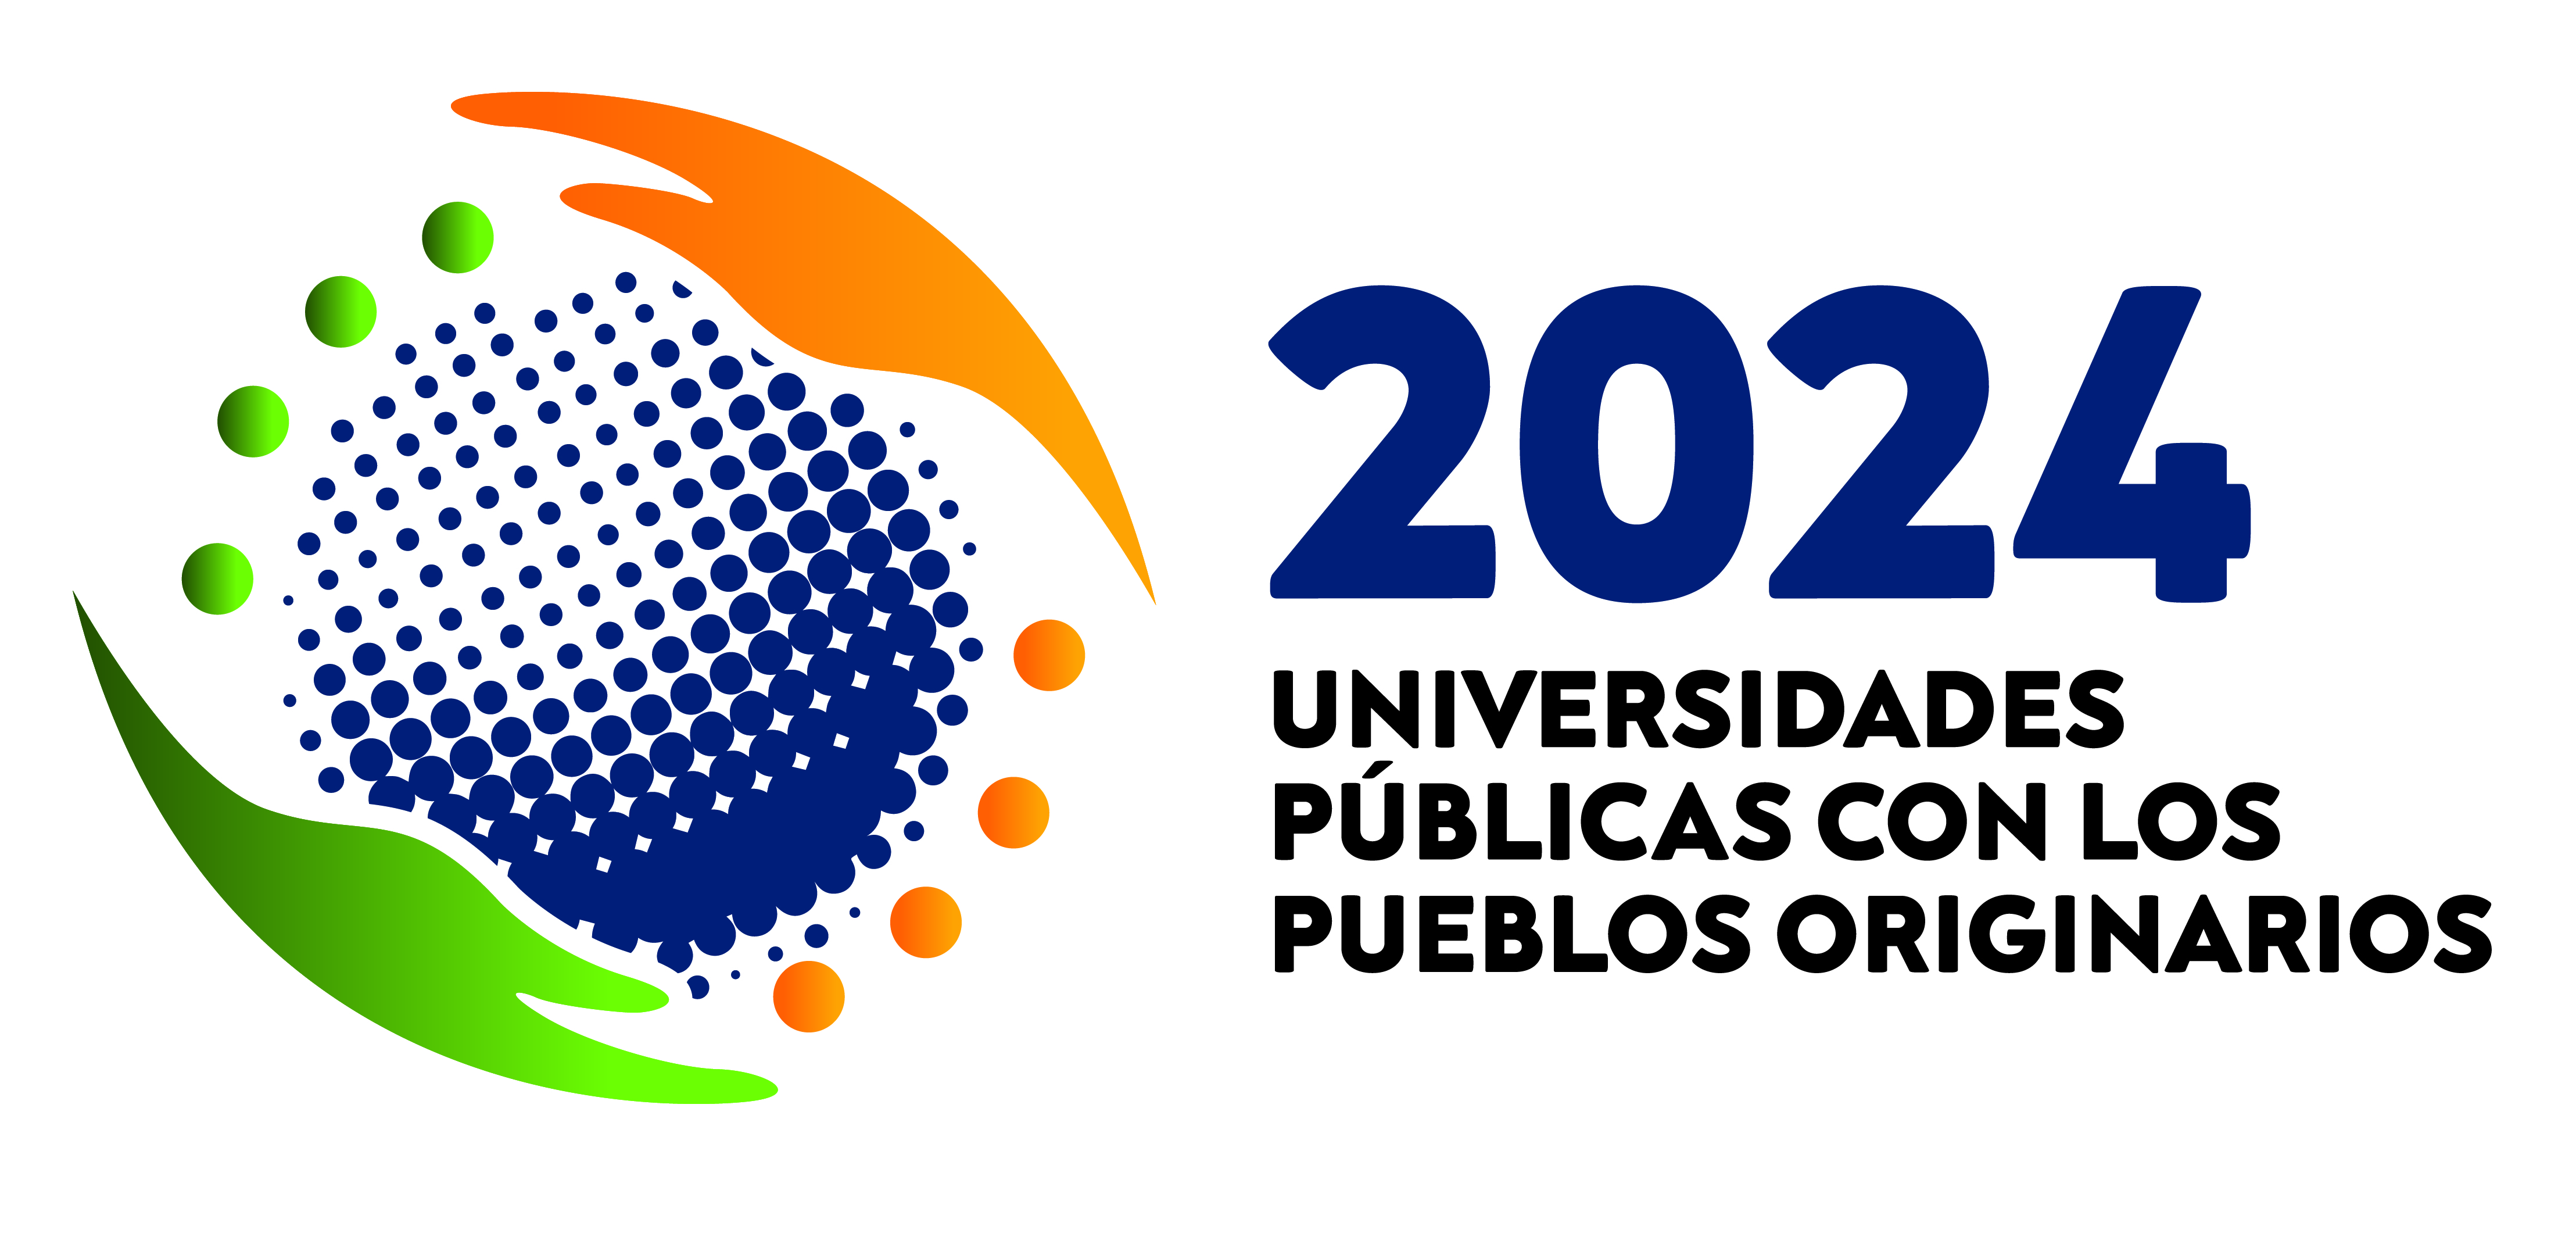 2024
UNIVERSIDADES
PÚBLICAS CON LOS
PUEBLOS ORIGINARIOS